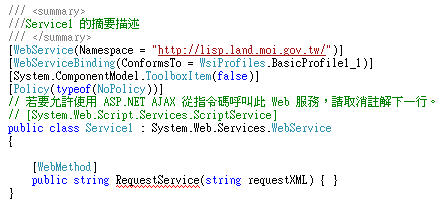 /// <summary>
///Service1 的摘要描述
/// </summary>
[WebService(Namespace = "http://lisp.land.moi.gov.tw/")]
[WebServiceBinding(ConformsTo = WsiProfiles.BasicProfile1_1)]
[System.ComponentModel.ToolboxItem(false)]
[Policy(typeof(NoPolicy))]
// 若要允許使用 ASP.NET AJAX 從指令碼呼叫此 Web 服務，請取消註解下一行。
// [System.Web.Script.Services.ScriptService]
public class Service1 : System.Web.Services.WebService
{
[WebMethod]
public string RequestService(string requestXML) { }
}